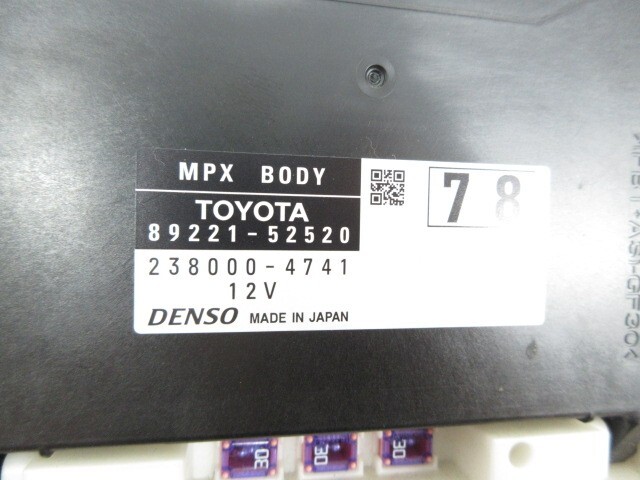 MPX BODY
TOYOTA
89221-52520
238000-4741
12V
DENSO MADE IN JAPAN
78
30
30
30